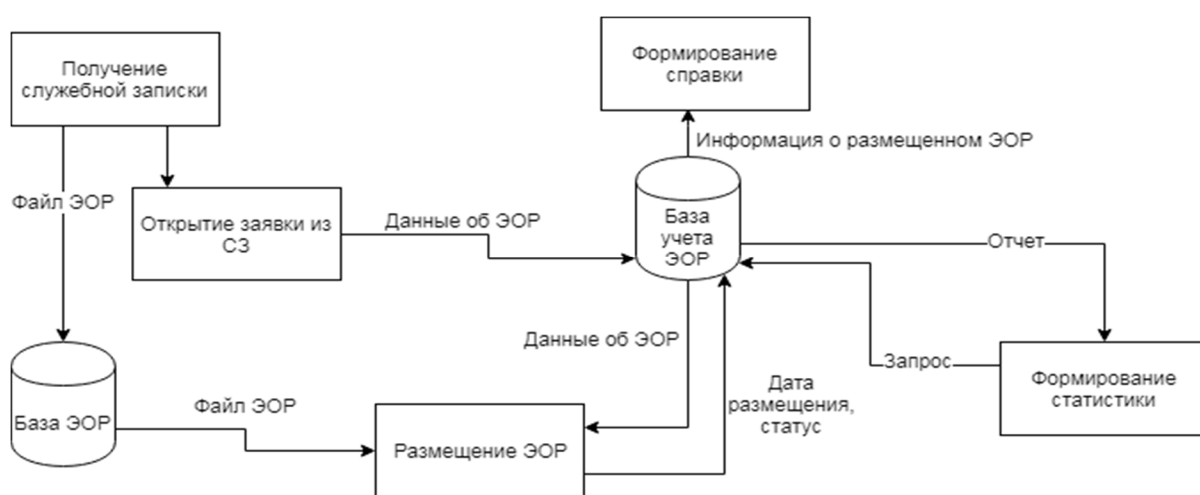 Получение
служебной записки
Формирование
справки
Информация о размещенном ЭОР
Файл ЭОР
Открытие заявки из
СЗ
Данные об ЭОР
База
учета
ЭОР
Отчет
Данные об ЭОР
Запрос
Формирование
статистики
Дата
размещения,
статус
База ЭОР
Файл ЭОР
Размещение ЭОР